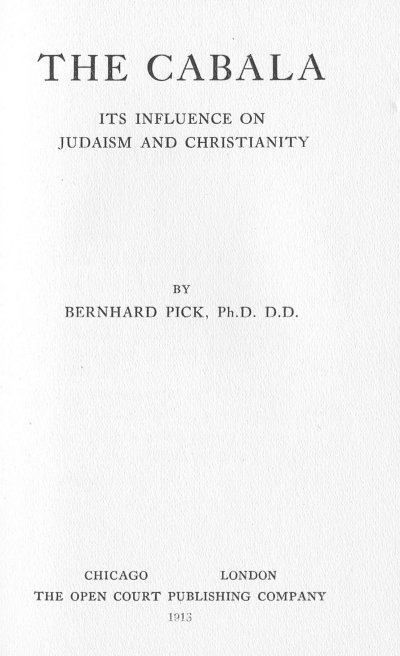 THE CABALA
ITS INFLUENCE ON
JUDAISM AND CHRISTIANITY
BY
BERNHARD PICK, Ph.D. D.D.
CHICAGO LONDON
THE OPEN COURT PUBLISHING COMPANY
1913